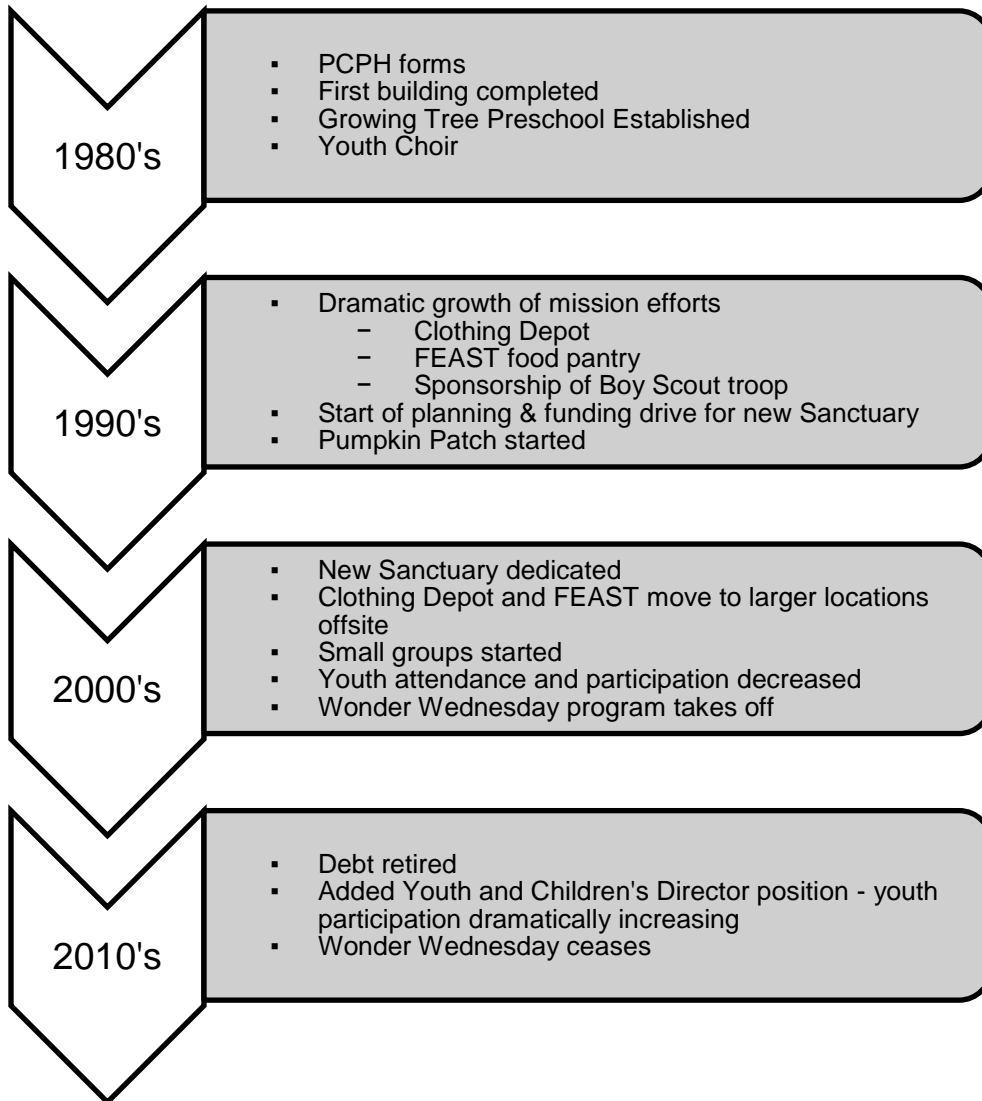 1980's
▪ PCPH forms
▪ First building completed
▪ Growing Tree Preschool Established
▪ Youth Choir
1990's
▪ Dramatic growth of mission efforts
− Clothing Depot
− FEAST food pantry
− Sponsorship of Boy Scout troop
▪ Start of planning & funding drive for new Sanctuary
▪ Pumpkin Patch started
2000's
▪ New Sanctuary dedicated
▪ Clothing Depot and FEAST move to larger locations
offsite
▪ Small groups started
▪ Youth attendance and participation decreased
▪ Wonder Wednesday program takes off
2010's
▪ Debt retired
▪ Added Youth and Children's Director position - youth
participation dramatically increasing
▪ Wonder Wednesday ceases